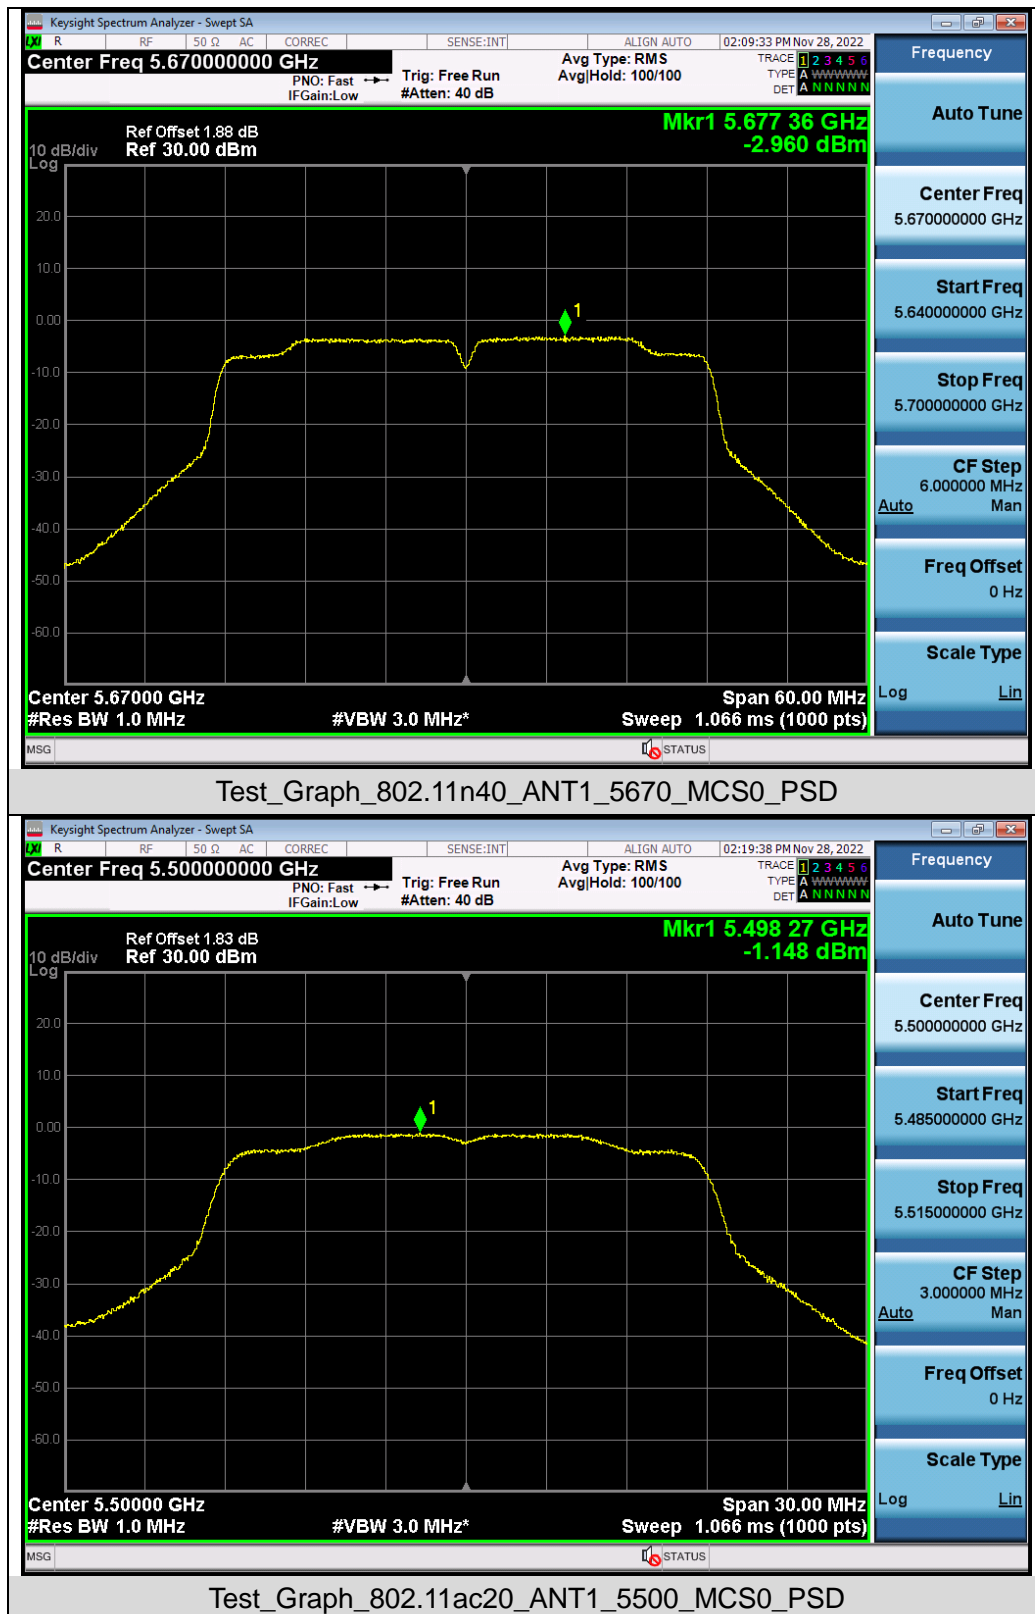 Keysight Spectrum Analyzer - Swept SA
LXI R RF 50 Ω AC CORREC SENSE:INT ALIGN AUTO 02:09:33 PM Nov 28, 2022
Center Freq 5.670000000 GHz
PNO: Fast
IFGain:Low
Trig: Free Run
#Atten: 40 dB
Avg Type: RMS
Avg|Hold: 100/100
TRACE 1 2 3 4 5 6
TYPE A WWWWW
DET A N N N N N
Ref Offset 1.88 dB
Ref 30.00 dBm
10 dB/div
Log
Mkr1 5.677 36 GHz
-2.960 dBm
1
20.0
10.0
0.00
-10.0
-20.0
-30.0
-40.0
-50.0
-60.0
Center 5.67000 GHz Span 60.00 MHz
#Res BW 1.0 MHz #VBW 3.0 MHz* Sweep 1.066 ms (1000 pts)
MSG STATUS
Frequency
Auto Tune
Center Freq
5.670000000 GHz
Start Freq
5.640000000 GHz
Stop Freq
5.700000000 GHz
CF Step
6.000000 MHz
Auto Man
Freq Offset
0 Hz
Scale Type
Log Lin
Test_Graph_802.11n40_ANT1_5670_MCS0_PSD
Keysight Spectrum Analyzer - Swept SA
LXI R RF 50 Ω AC CORREC SENSE:INT ALIGN AUTO 02:19:38 PM Nov 28, 2022
Center Freq 5.500000000 GHz
PNO: Fast
IFGain:Low
Trig: Free Run
#Atten: 40 dB
Avg Type: RMS
Avg|Hold: 100/100
TRACE 1 2 3 4 5 6
TYPE A WWWWW
DET A N N N N N
Ref Offset 1.83 dB
Ref 30.00 dBm
10 dB/div
Log
Mkr1 5.498 27 GHz
-1.148 dBm
1
20.0
10.0
0.00
-10.0
-20.0
-30.0
-40.0
-50.0
-60.0
Center 5.50000 GHz Span 30.00 MHz
#Res BW 1.0 MHz #VBW 3.0 MHz* Sweep 1.066 ms (1000 pts)
MSG STATUS
Frequency
Auto Tune
Center Freq
5.500000000 GHz
Start Freq
5.485000000 GHz
Stop Freq
5.515000000 GHz
CF Step
3.000000 MHz
Auto Man
Freq Offset
0 Hz
Scale Type
Log Lin
Test_Graph_802.11ac20_ANT1_5500_MCS0_PSD